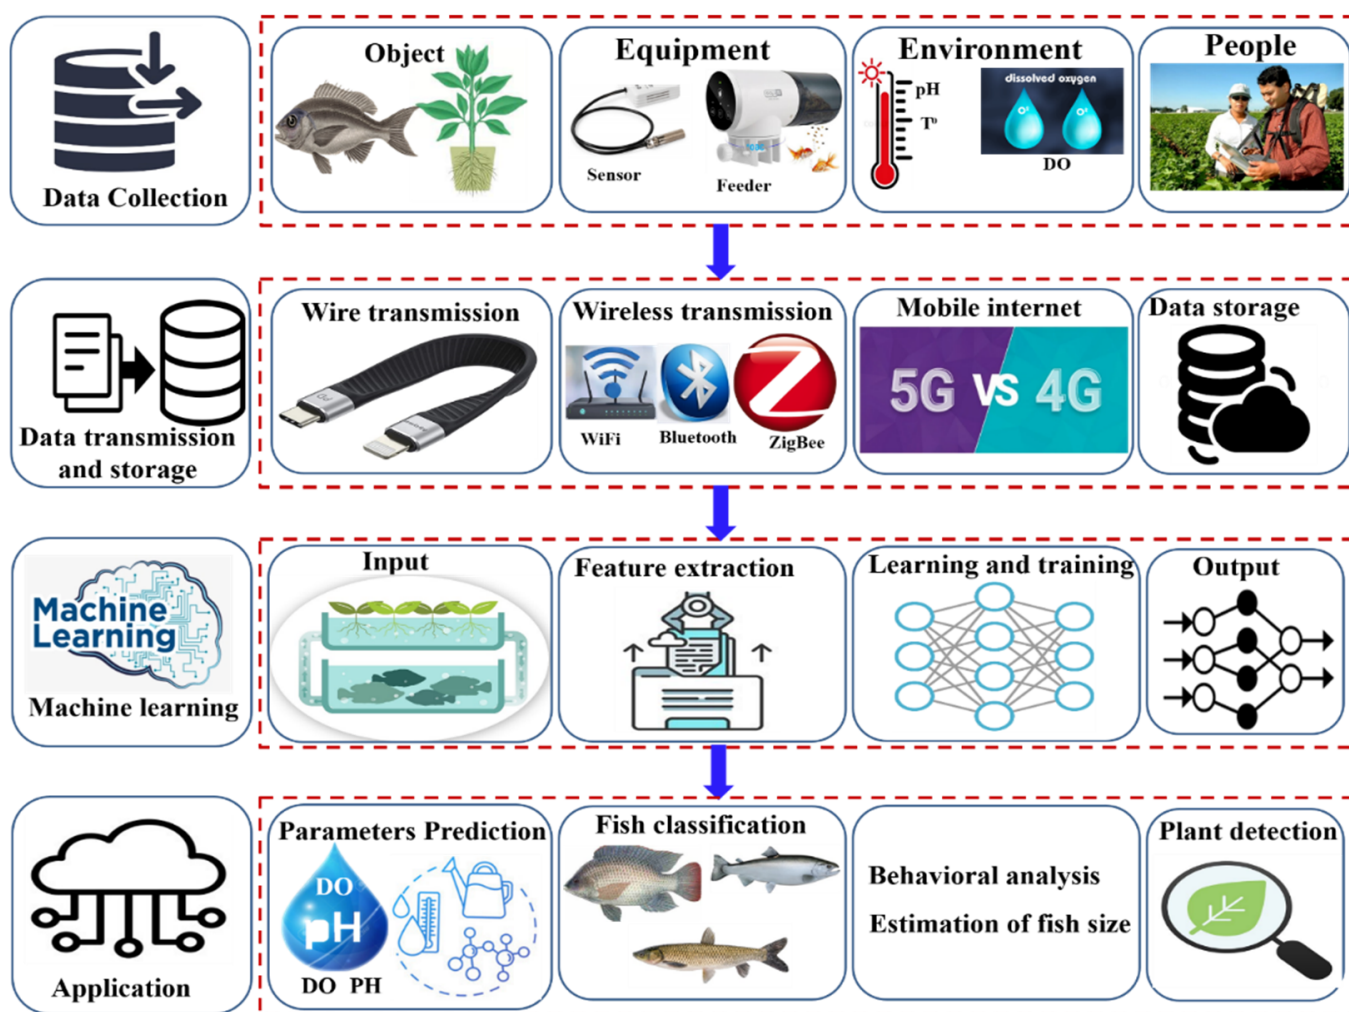 Data Collection
Object
Equipment
Sensor
Feeder
Environment
pH
T°
dissolved oxygen
O² O²
DO
People
Data transmission
and storage
Wire transmission
Wireless transmission
WiFi
Bluetooth
ZigBee
Mobile internet
5G VS 4G
Data storage
Machine
Learning
Machine learning
Input
Feature extraction
Learning and training
Output
Application
Parameters Prediction
DO
pH
DO PH
Fish classification
Behavioral analysis
Estimation of fish size
Plant detection